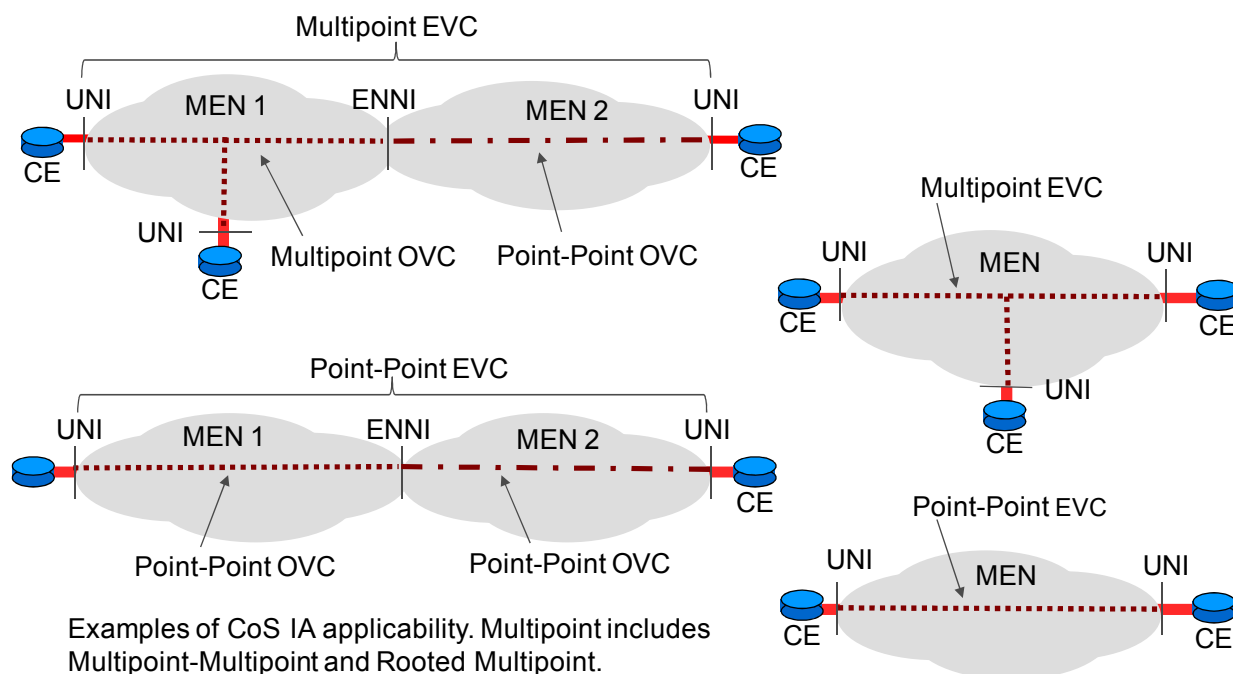 Multipoint EVC
UNI
MEN 1
ENNI
MEN 2
UNI
CE
CE
UNI
Multipoint OVC
Point-Point OVC
CE
Point-Point EVC
UNI
MEN 1
ENNI
MEN 2
UNI
CE
Point-Point OVC
Point-Point OVC
Examples of CoS IA applicability. Multipoint includes
Multipoint-Multipoint and Rooted Multipoint.
Multipoint EVC
UNI
MEN
UNI
CE
CE
UNI
CE
Point-Point EVC
UNI
MEN
UNI
CE
CE